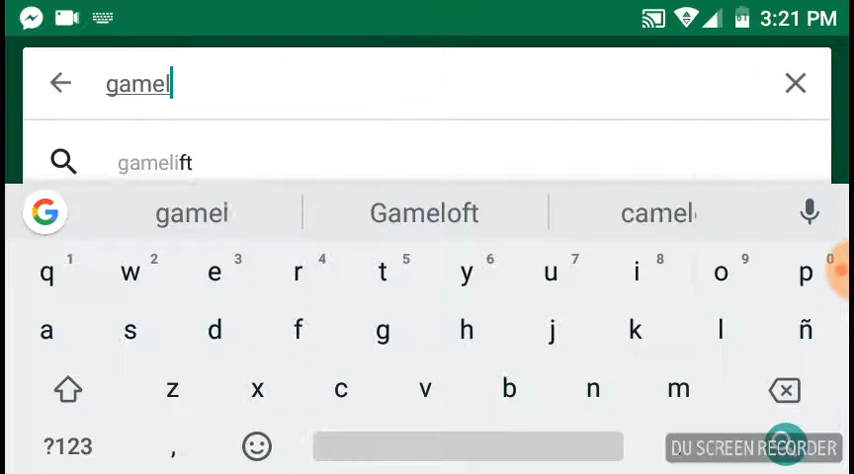 3:21 PM
gamel
gamelift
gamel Gameloft camel
q 1 w 2 e 3 r 4 t 5 y 6 u 7 i 8 o 9 p 0
a s d f g h j k l ñ
z x c v b n m
?123 ,
DU SCREEN RECORDER